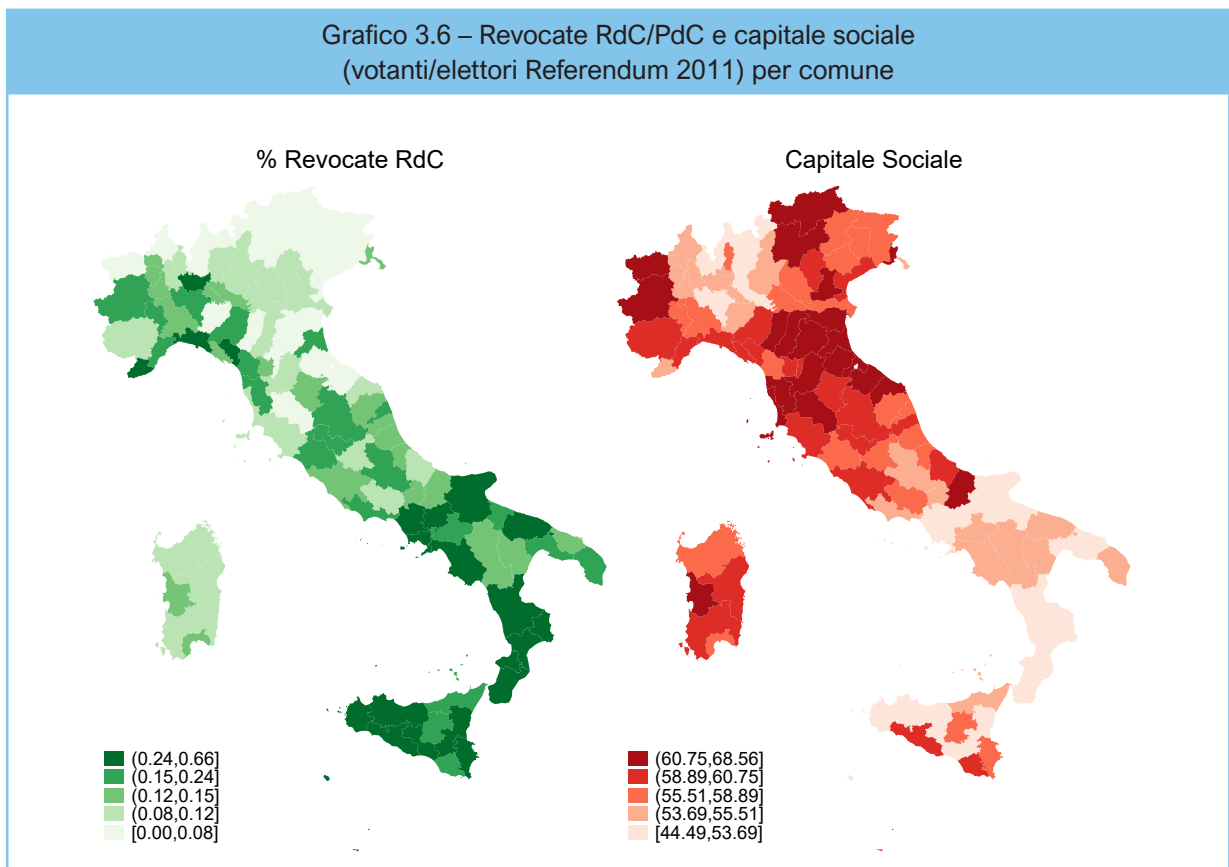 Grafico 3.6 – Revocate RdC/PdC e capitale sociale
(votanti/elettori Referendum 2011) per comune
% Revocate RdC
Capitale Sociale
(0.24,0.66]
(0.15,0.24]
(0.12,0.15]
(0.08,0.12]
[0.00,0.08]
(60.75,68.56]
(58.89,60.75]
(55.51,58.89]
(53.69,55.51]
[44.49,53.69]